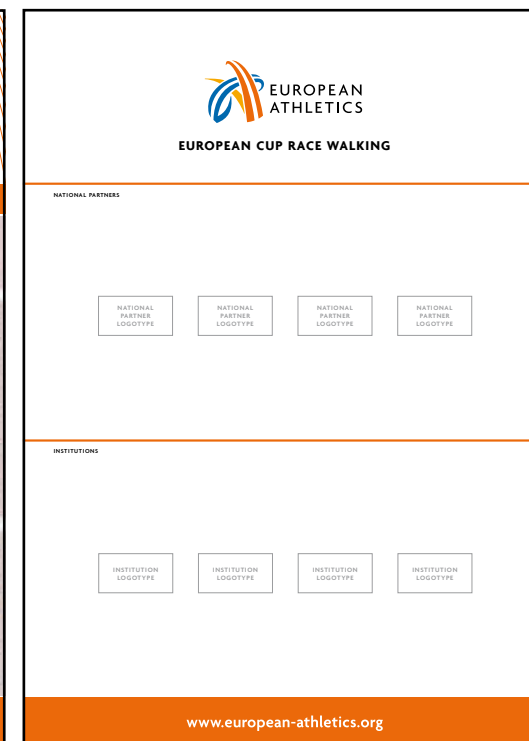 EUROPEAN
ATHLETICS
EUROPEAN CUP RACE WALKING
NATIONAL PARTNERS
NATIONAL
PARTNER
LOGOTYPE
NATIONAL
PARTNER
LOGOTYPE
NATIONAL
PARTNER
LOGOTYPE
NATIONAL
PARTNER
LOGOTYPE
INSTITUTIONS
INSTITUTION
LOGOTYPE
INSTITUTION
LOGOTYPE
INSTITUTION
LOGOTYPE
INSTITUTION
LOGOTYPE
www.european-athletics.org